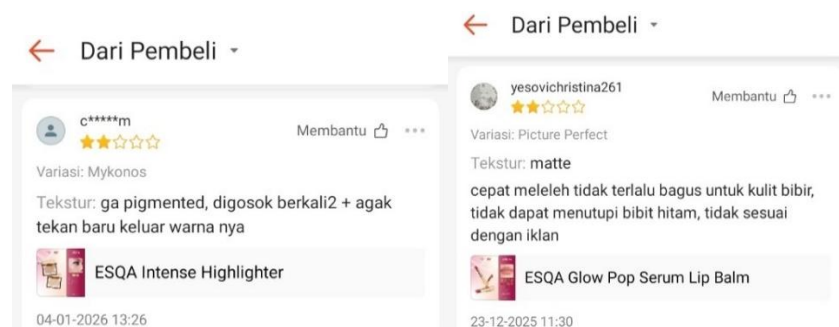 Dari Pembeli
c*****m
Membantu
Variasi: Mykonos
Tekstur: ga pigmented, digosok berkali2 + agak
tekan baru keluar warna nya
ESQA Intense Highlighter
04-01-2026 13:26
Dari Pembeli
yesovichristina261
Membantu
Variasi: Picture Perfect
Tekstur: matte
cepat meleleh tidak terlalu bagus untuk kulit bibir,
tidak dapat menutupi bibit hitam, tidak sesuai
dengan iklan
ESQA Glow Pop Serum Lip Balm
23-12-2025 11:30